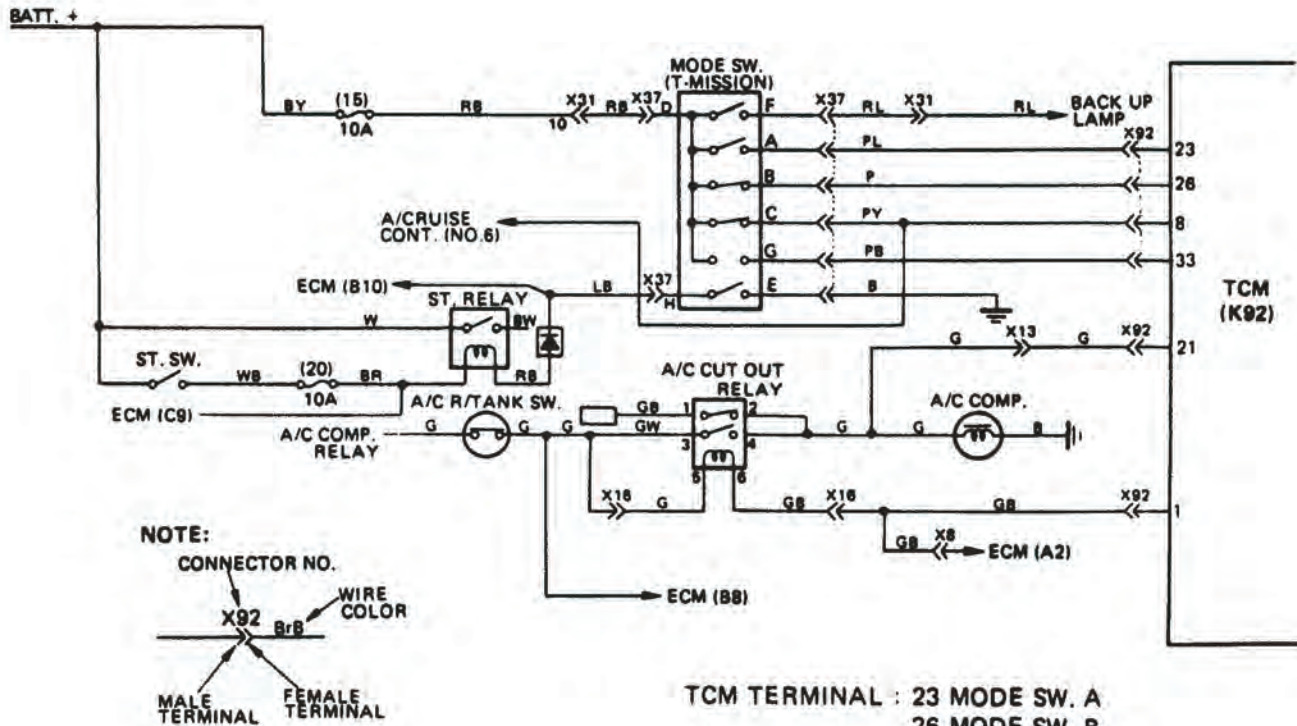 BATT. +
MODE SW.
(T-MISSION)
BY
(15)
10A
RB
X31
10
RB
X37
D
F
X37
RL
X31
RL
BACK UP
LAMP
A
PL
X92
23
B
P
26
A/CRUISE
CONT. (NO.6)
C
PY
8
G
PB
33
ECM (B10)
LB
X37
H
E
B
TCM
(K92)
ST. RELAY
W
BW
G
X13
G
X92
21
ST. SW.
WB
(20)
10A
BR
RB
A/C CUT OUT
RELAY
ECM (C9)
A/C R/TANK SW.
GB
1
2
A/C COMP.
A/C COMP.
RELAY
G
G
G
GW
3
4
G
G
B
5
6
X16
G
GB
X16
GB
X92
1
GB
X8
ECM (A2)
ECM (B8)
NOTE:
CONNECTOR NO.
WIRE
COLOR
X92
BrB
MALE
TERMINAL
FEMALE
TERMINAL
TCM TERMINAL : 23 MODE SW. A
26 MODE SW. B